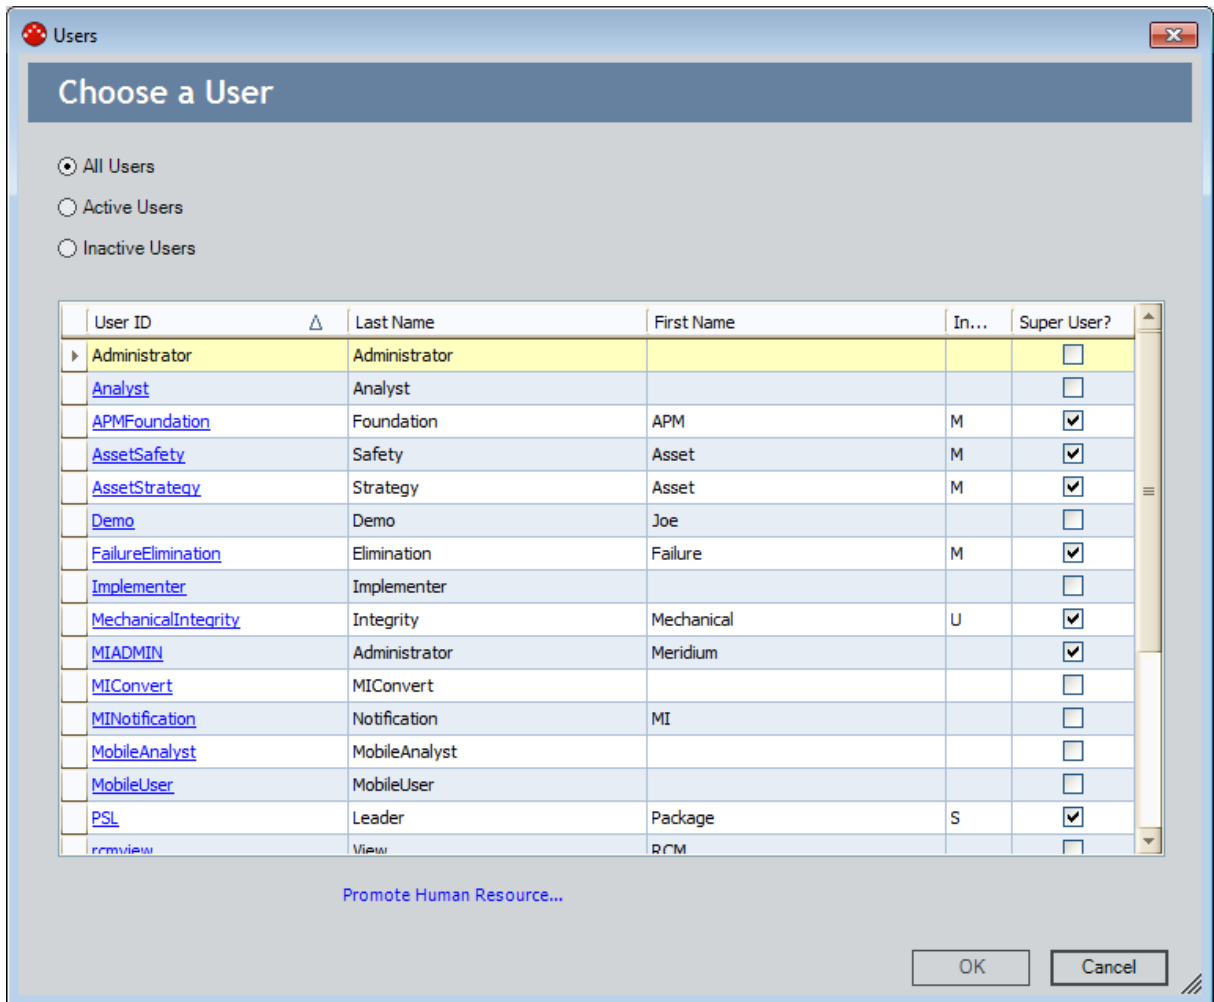 Users
Choose a User
All Users
Active Users
Inactive Users
User ID Last Name First Name In... Super User?
Administrator Administrator
Analyst Analyst
APMFoundation Foundation APM M
AssetSafety Safety Asset M
AssetStrategy Strategy Asset M
Demo Demo Joe
FailureElimination Elimination Failure M
Implementer Implementer
MechanicalIntegrity Integrity Mechanical U
MIADMIN Administrator Meridium
MIConvert MIConvert
MINotification Notification MI
MobileAnalyst MobileAnalyst
MobileUser MobileUser
PSL Leader Package S
rcmview View RCM
Promote Human Resource...
OK Cancel